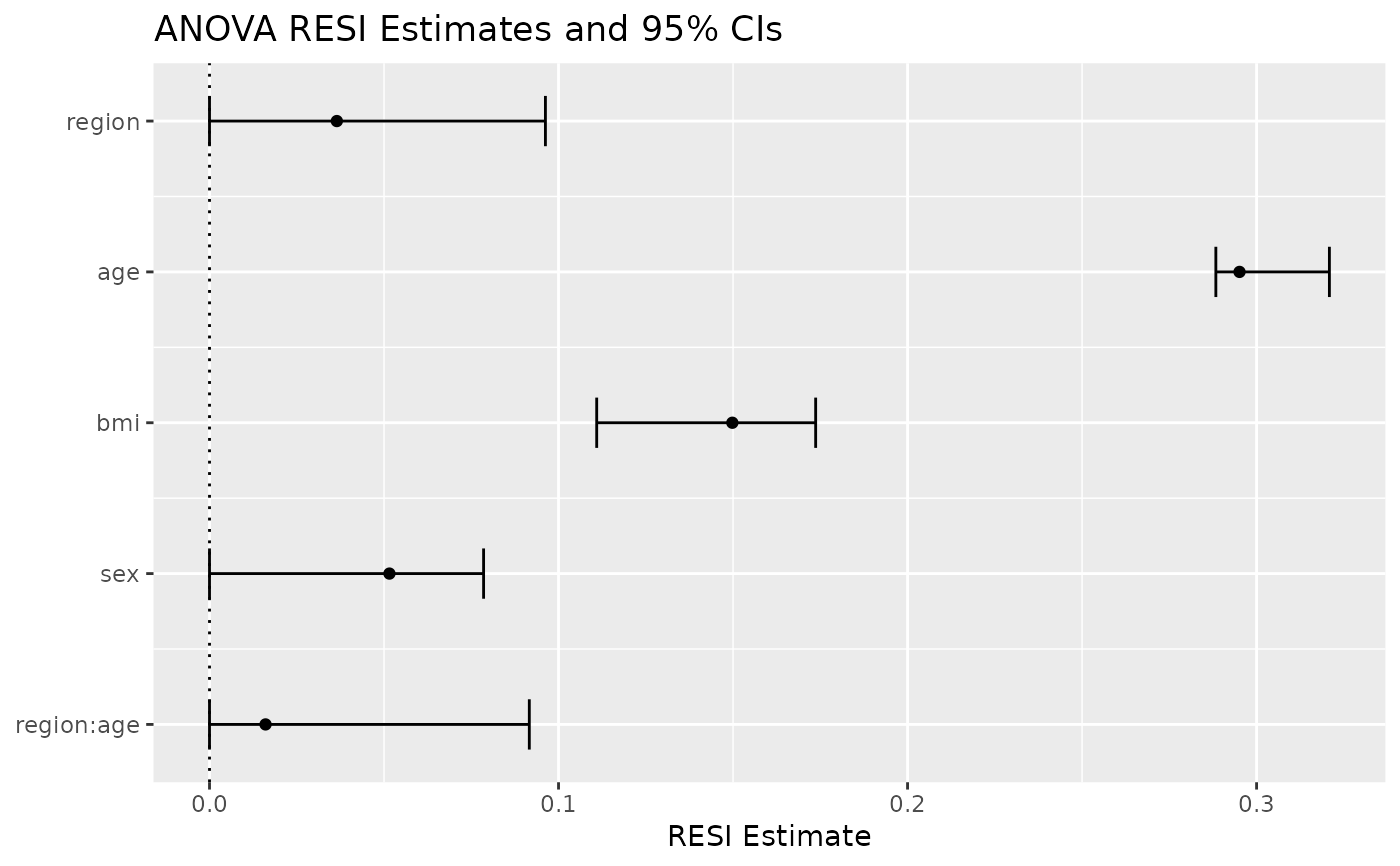 ANOVA RESI Estimates and 95% CIs
region
age
bmi
sex
region:age
0.0 0.1 0.2 0.3
RESI Estimate